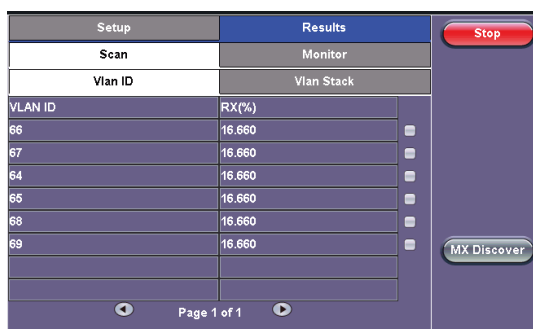 Setup Results Stop
Scan Monitor
Vlan ID Vlan Stack
VLAN ID RX(%)
66 16.660
67 16.660
64 16.660
65 16.660
68 16.660
69 16.660
MX Discover
Page 1 of 1